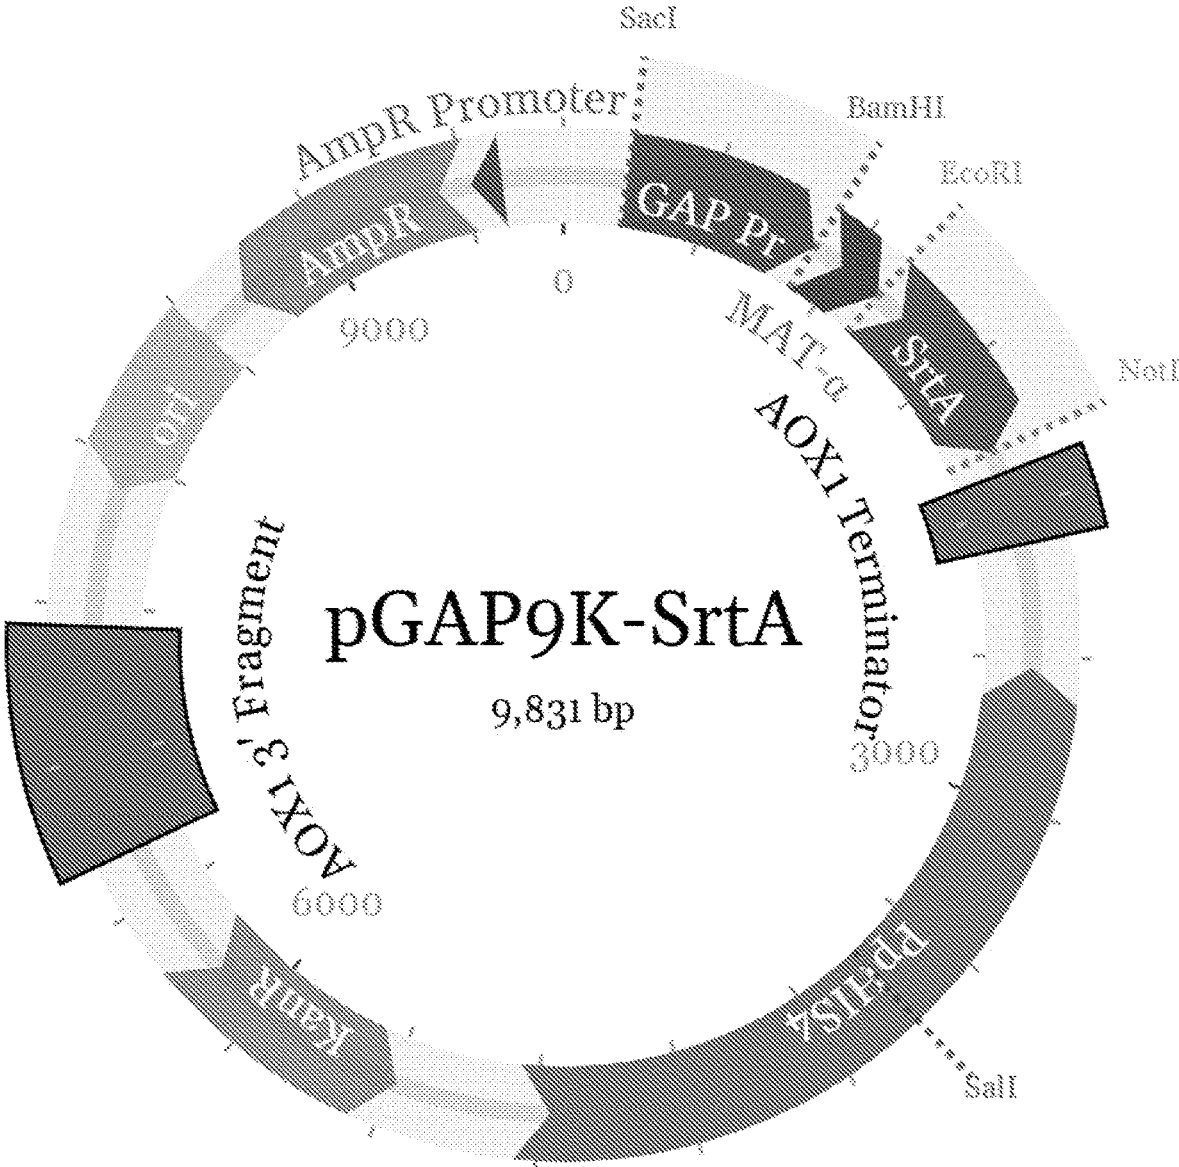 SacI
AmpR Promoter
BamHI
EcoRI
GAP Pr
AmpR
0
9000
MAT-α
SrtA
NotI
ori
AOX1 Terminator
AOX1 3' Fragment
pGAP9K-SrtA
9,831 bp
3000
6000
PpHIS4
KanR
SalI